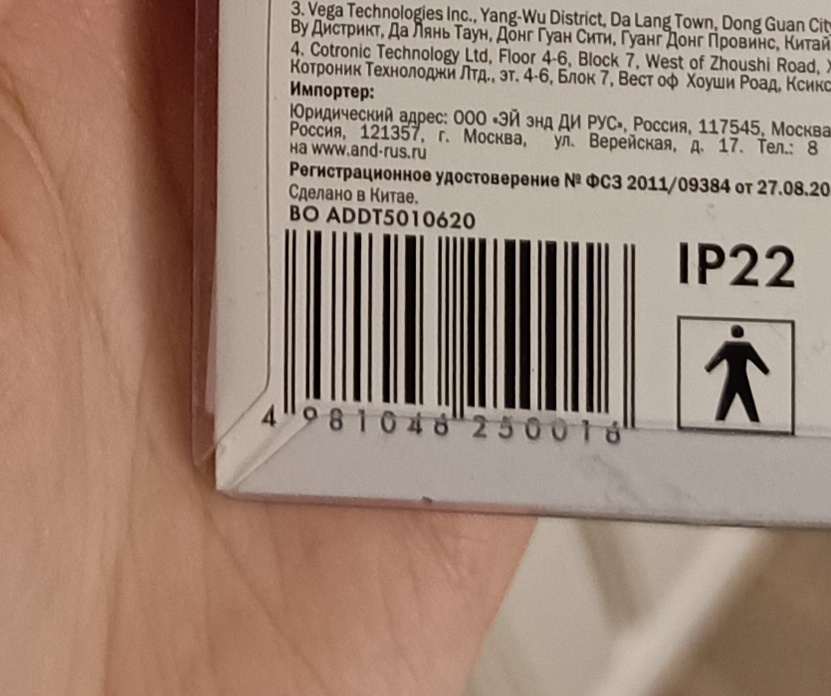 3. Vega Technologies Inc., Yang-Wu District, Da Lang Town, Dong Guan City
Ву Дистрикт, Да Лянь Таун, Донг Гуан Сити, Гуанг Донг Провинс, Китай
4. Cotronic Technology Ltd, Floor 4-6, Block 7, West of Zhoushi Road,
Котроник Технолоджи Лтд., эт. 4-6, Блок 7, Вест оф Хоуши Роад,
Импортер:
Юридический адрес: ООО «ЭЙ энд ДИ РУС», Россия, 117545, Москва
Россия, 121357, г. Москва, ул. Верейская, д. 17. Тел.: 8
на www.and-rus.ru
Регистрационное удостоверение № ФСЗ 2011/09384 от 27.08.20
Сделано в Китае.
BO ADDT5010620
IP22
4 981046 250016